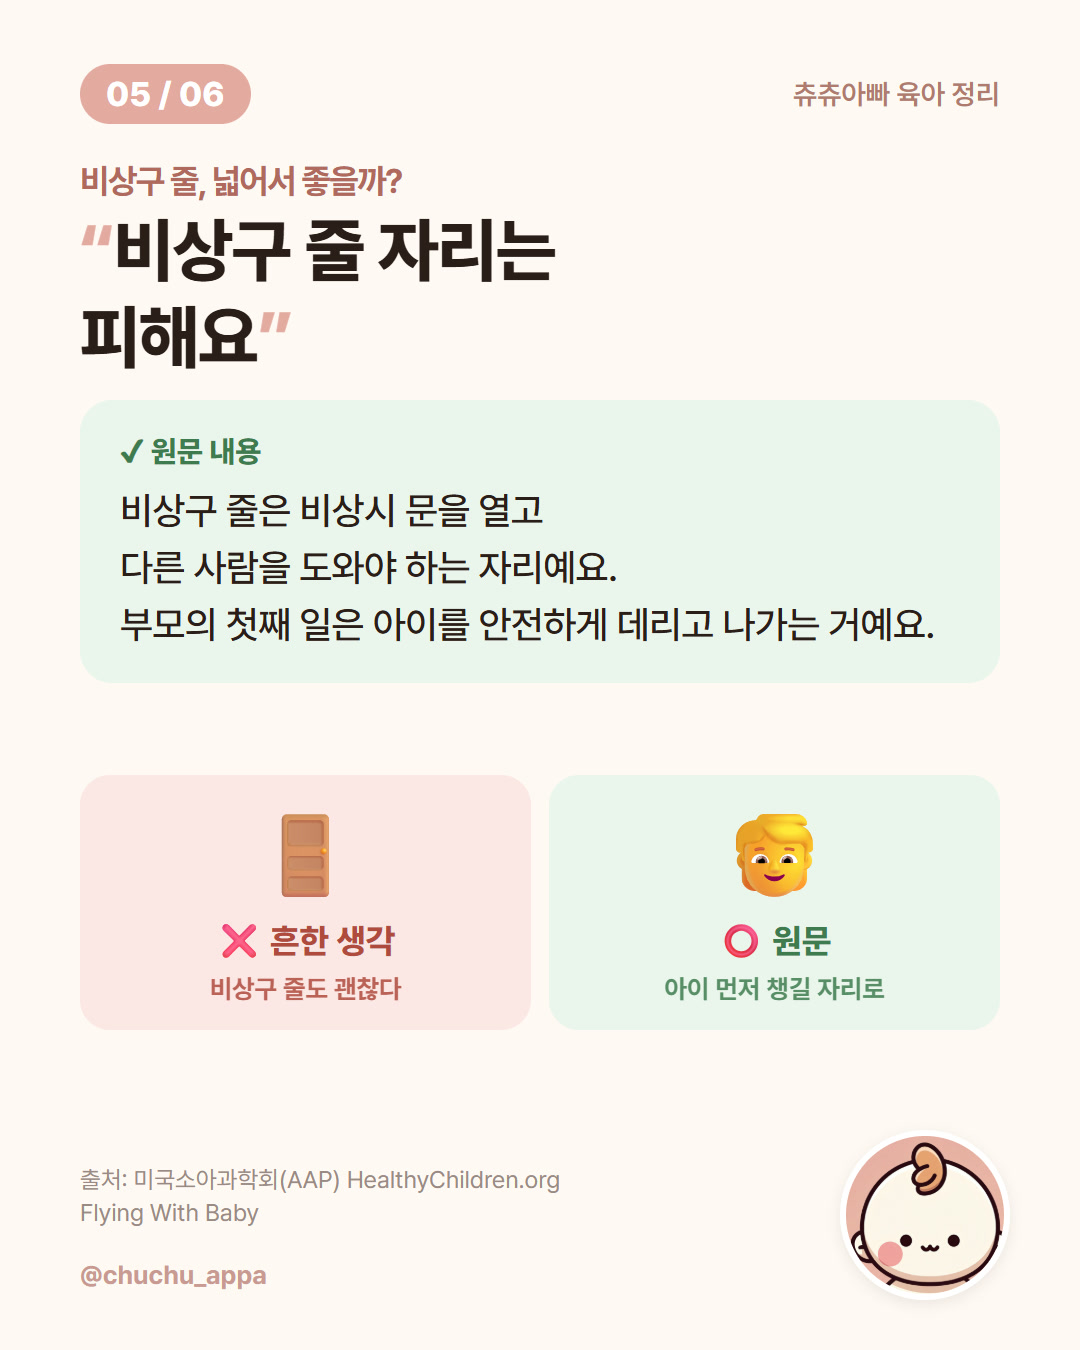 05 / 06
츄츄아빠 육아 정리
비상구 줄, 넓어서 좋을까?
“비상구 줄 자리는
피해요”
✔ 원문 내용
비상구 줄은 비상시 문을 열고
다른 사람을 도와야 하는 자리예요.
부모의 첫째 일은 아이를 안전하게 데리고 나가는 거예요.
❌ 흔한 생각
비상구 줄도 괜찮다
⭕ 원문
아이 먼저 챙길 자리로
출처: 미국소아과학회(AAP) HealthyChildren.org
Flying With Baby
@chuchu_appa